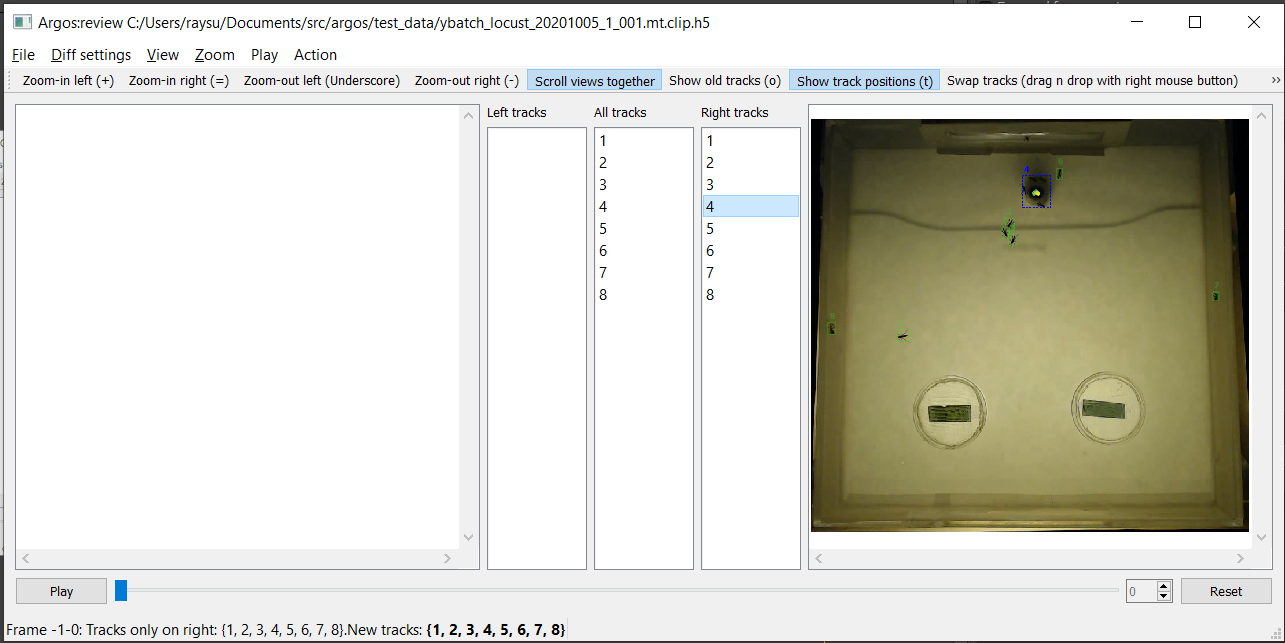 Argos:review C:/Users/raysu/Documents/src/argos/test_data/ybatch_locust_20201005_1_001.mt.clip.h5
File Diff settings View Zoom Play Action
Zoom-in left (+) Zoom-in right (=) Zoom-out left (Underscore) Zoom-out right (-) Scroll views together Show old tracks (o) Show track positions (t) Swap tracks (drag n drop with right mouse button) »
Left tracks All tracks Right tracks
1 1
2 2
3 3
4 4
5 5
6 6
7 7
8 8
4
7
Play 0 Reset
Frame -1-0: Tracks only on right: {1, 2, 3, 4, 5, 6, 7, 8}.New tracks: {1, 2, 3, 4, 5, 6, 7, 8}